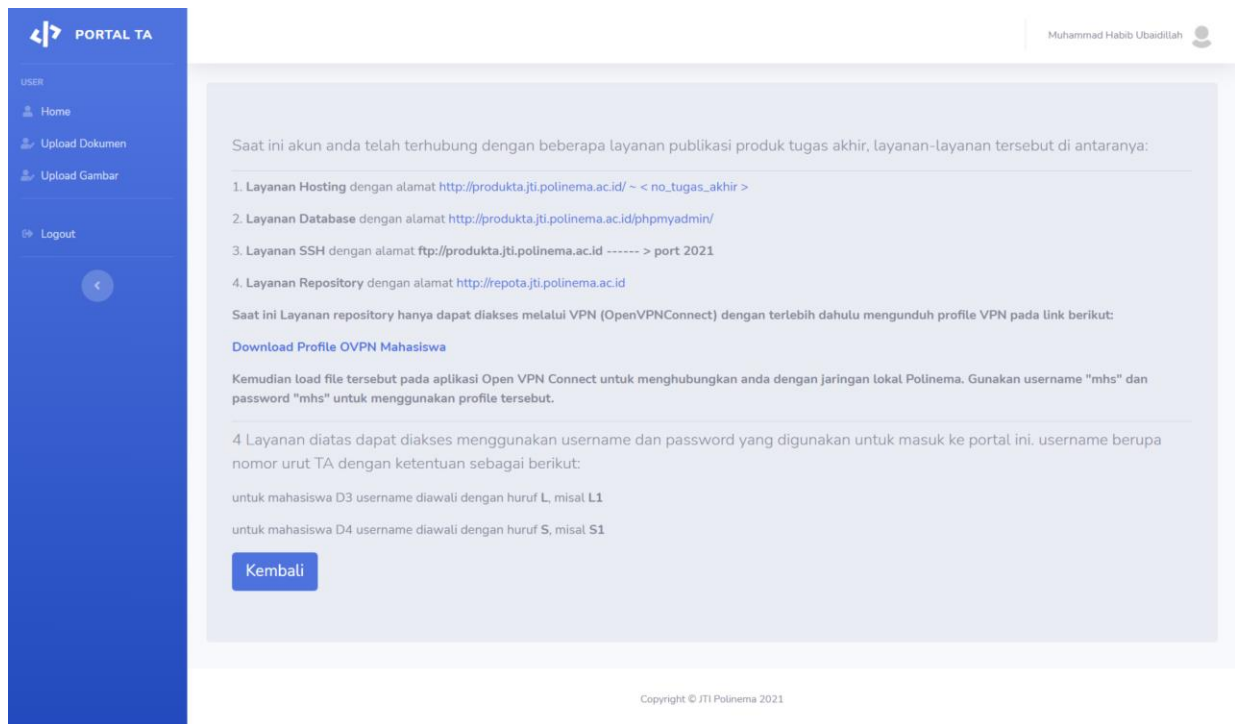 PORTAL TA
Muhammad Habib Ubaidillah
USER
Home
Upload Dokumen
Upload Gambar
Logout
Saat ini akun anda telah terhubung dengan beberapa layanan publikasi produk tugas akhir, layanan-layanan tersebut di antaranya:
1. Layanan Hosting dengan alamat http://produkta.jti.polinema.ac.id/ ~ < no_tugas_akhir >
2. Layanan Database dengan alamat http://produkta.jti.polinema.ac.id/phpmyadmin/
3. Layanan SSH dengan alamat ftp://produkta.jti.polinema.ac.id ------ > port 2021
4. Layanan Repository dengan alamat http://repota.jti.polinema.ac.id
Saat ini Layanan repository hanya dapat diakses melalui VPN (OpenVPNConnect) dengan terlebih dahulu mengunduh profile VPN pada link berikut:
Download Profile OVPN Mahasiswa
Kemudian load file tersebut pada aplikasi Open VPN Connect untuk menghubungkan anda dengan jaringan lokal Polinema. Gunakan username "mhs" dan
password "mhs" untuk menggunakan profile tersebut.
4 Layanan diatas dapat diakses menggunakan username dan password yang digunakan untuk masuk ke portal ini. username berupa
nomor urut TA dengan ketentuan sebagai berikut:
untuk mahasiswa D3 username diawali dengan huruf L, misal L1
untuk mahasiswa D4 username diawali dengan huruf S, misal S1
Kembali
Copyright © JTI Polinema 2021